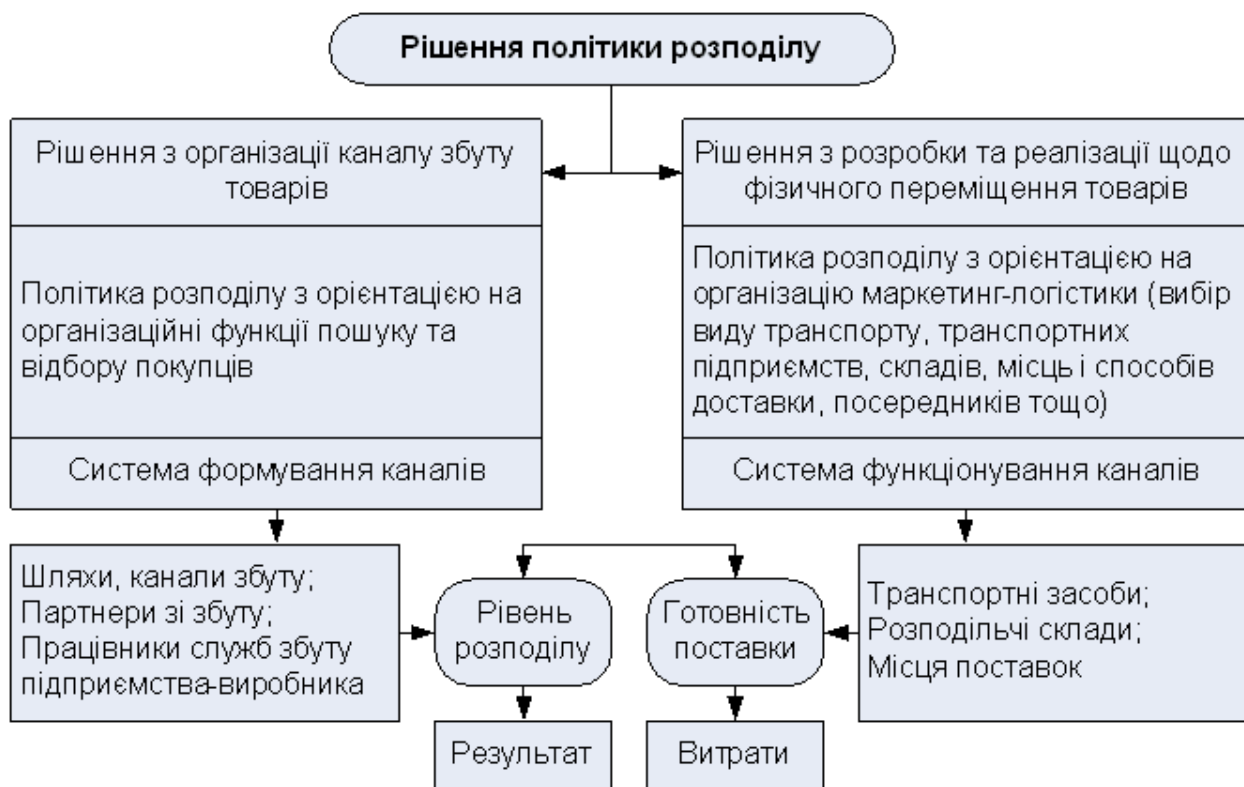 Рішення політики розподілу
Рішення з організації каналу збуту
товарів
Політика розподілу з орієнтацією на
організаційні функції пошуку та
відбору покупців
Система формування каналів
Рішення з розробки та реалізації щодо
фізичного переміщення товарів
Політика розподілу з орієнтацією на
організацію маркетинг-логістики (вибір
виду транспорту, транспортних
підприємств, складів, місць і способів
доставки, посередників тощо)
Система функціонування каналів
Шляхи, канали збуту;
Партнери зі збуту;
Працівники служб збуту
підприємства-виробника
Рівень
розподілу
Готовність
поставки
Транспортні засоби;
Розподільчі склади;
Місця поставок
Результат
Витрати